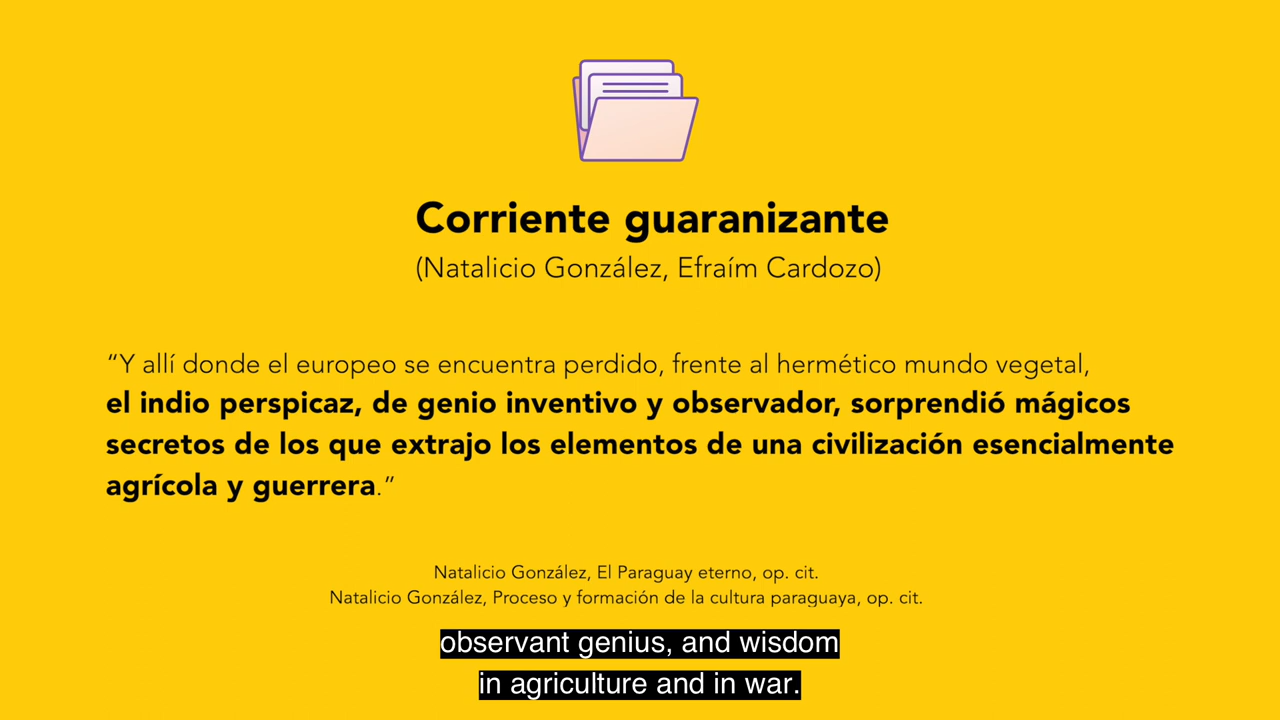 Corriente guaranizante
(Natalicio González, Efraím Cardozo)
“Y allí donde el europeo se encuentra perdido, frente al hermético mundo vegetal,
el indio perspicaz, de genio inventivo y observador, sorprendió mágicos
secretos de los que extrajo los elementos de una civilización esencialmente
agrícola y guerrera.”
Natalicio González, El Paraguay eterno, op. cit.
Natalicio González, Proceso y formación de la cultura paraguaya, op. cit.
observant genius, and wisdom
in agriculture and in war.